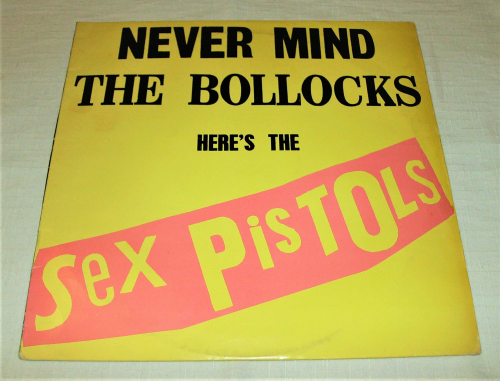 NEVER MIND
THE BOLLOCKS
HERE'S THE
Sex PiSTOLs